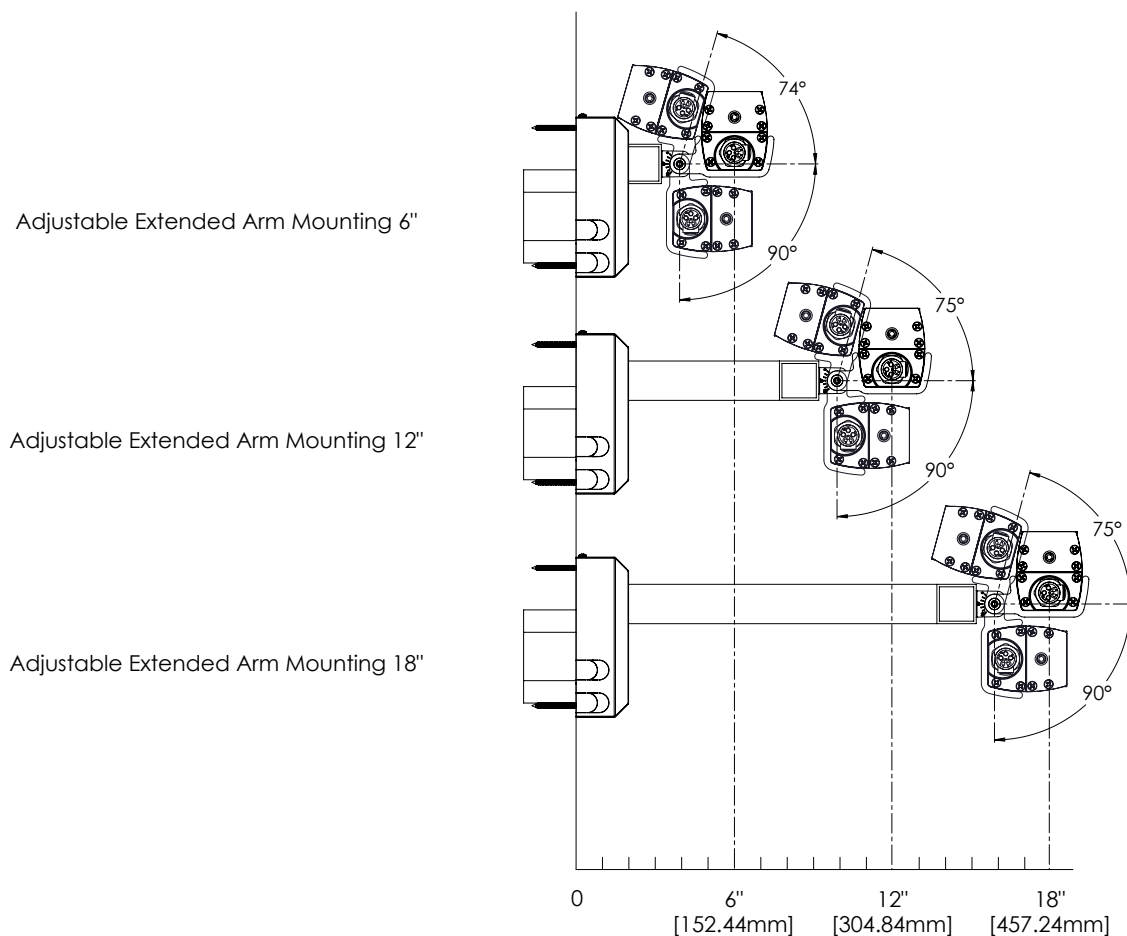 74°
Adjustable Extended Arm Mounting 6"
90°
75°
Adjustable Extended Arm Mounting 12"
90°
75°
Adjustable Extended Arm Mounting 18"
90°
0 6" 12" 18"
[152.44mm] [304.84mm] [457.24mm]